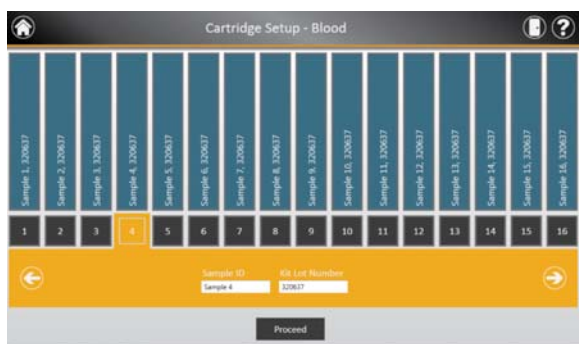 Cartridge Setup - Blood
?
Sample 1, 320637
Sample 2, 320637
Sample 3, 320637
Sample 4, 320637
Sample 5, 320637
Sample 6, 320637
Sample 7, 320637
Sample 8, 320637
Sample 9, 320637
Sample 10, 320637
Sample 11, 320637
Sample 12, 320637
Sample 13, 320637
Sample 14, 320637
Sample 15, 320637
Sample 16, 320637
1 2 3 4 5 6 7 8 9 10 11 12 13 14 15 16
Sample ID Kit Lot Number
Sample 4 320637
Proceed